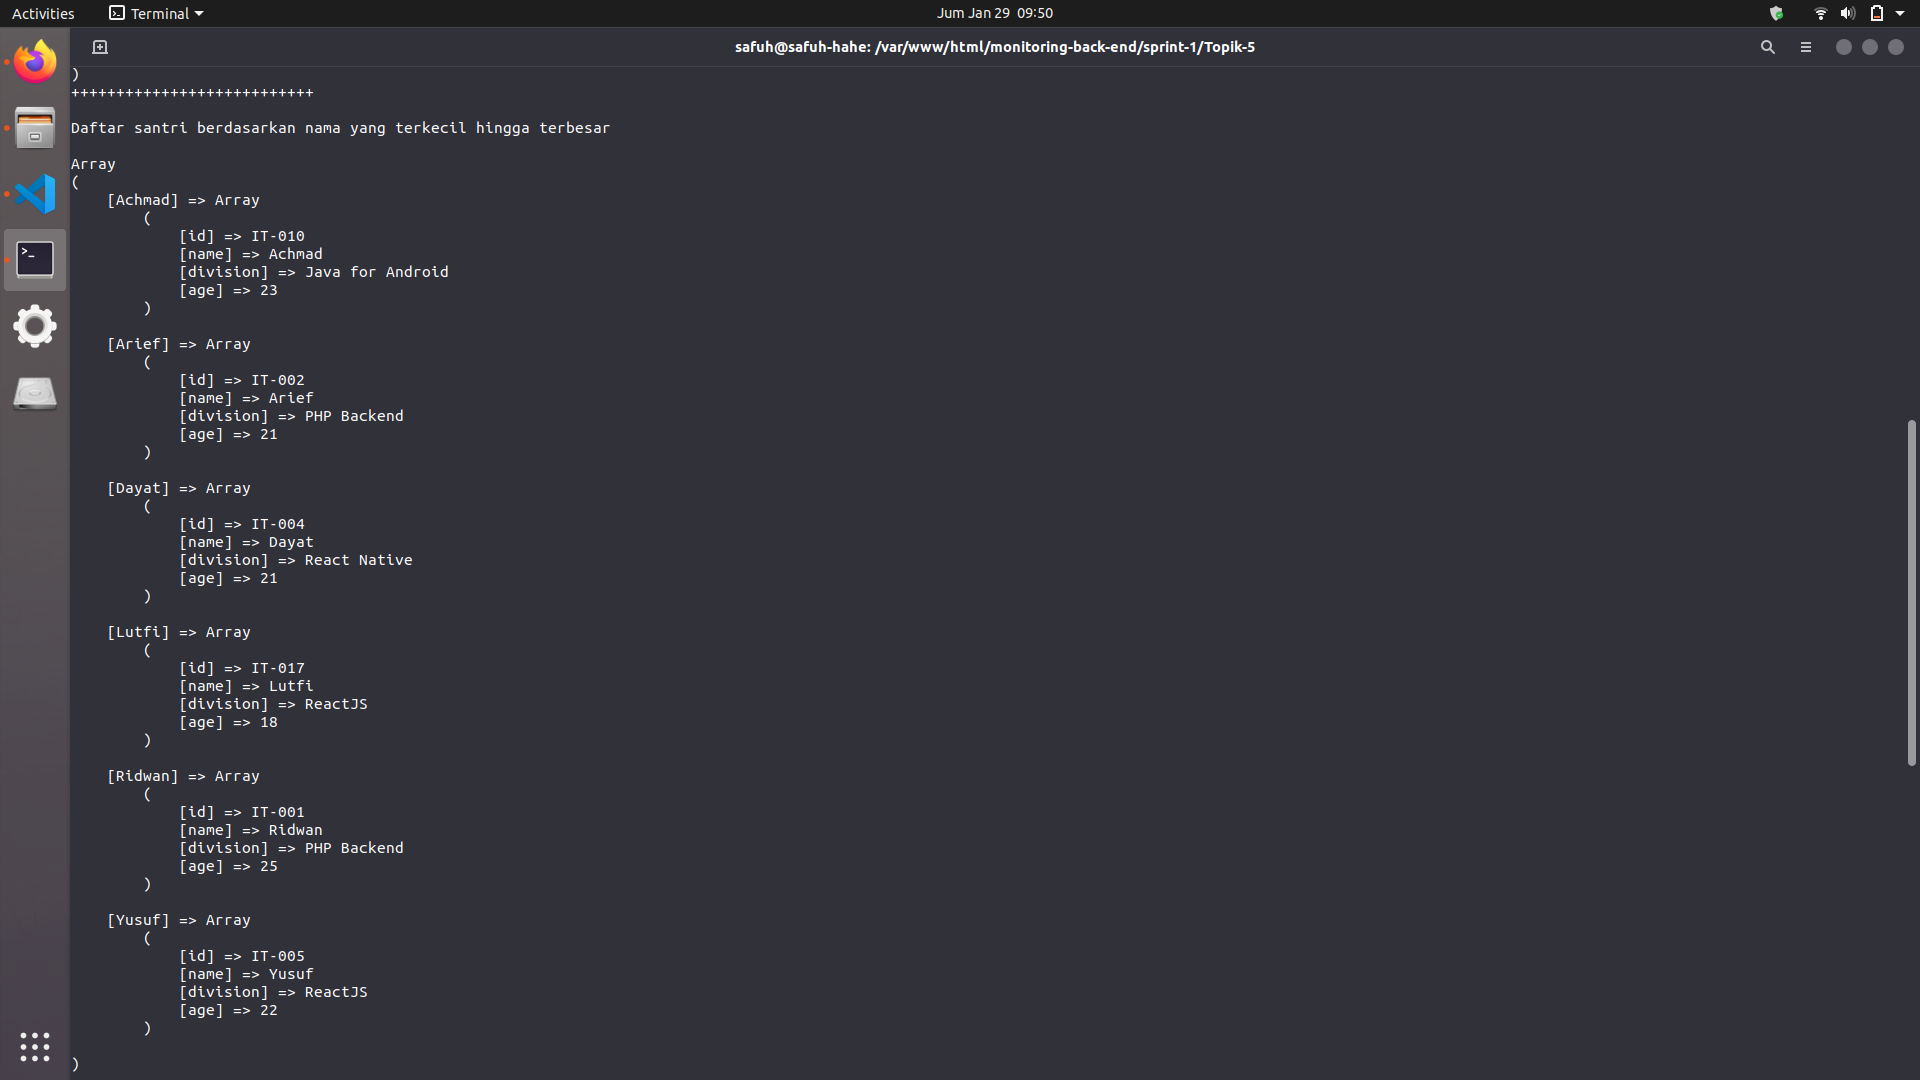 Activities
Terminal
Jum Jan 29 09:50
safuh@safuh-hahe: /var/www/html/monitoring-back-end/sprint-1/Topik-5
)
+++++++++++++++++++++++++++
Daftar santri berdasarkan nama yang terkecil hingga terbesar
Array
(
    [Achmad] => Array
        (
            [id] => IT-010
            [name] => Achmad
            [division] => Java for Android
            [age] => 23
        )
    [Arief] => Array
        (
            [id] => IT-002
            [name] => Arief
            [division] => PHP Backend
            [age] => 21
        )
    [Dayat] => Array
        (
            [id] => IT-004
            [name] => Dayat
            [division] => React Native
            [age] => 21
        )
    [Lutfi] => Array
        (
            [id] => IT-017
            [name] => Lutfi
            [division] => ReactJS
            [age] => 18
        )
    [Ridwan] => Array
        (
            [id] => IT-001
            [name] => Ridwan
            [division] => PHP Backend
            [age] => 25
        )
    [Yusuf] => Array
        (
            [id] => IT-005
            [name] => Yusuf
            [division] => ReactJS
            [age] => 22
        )
)